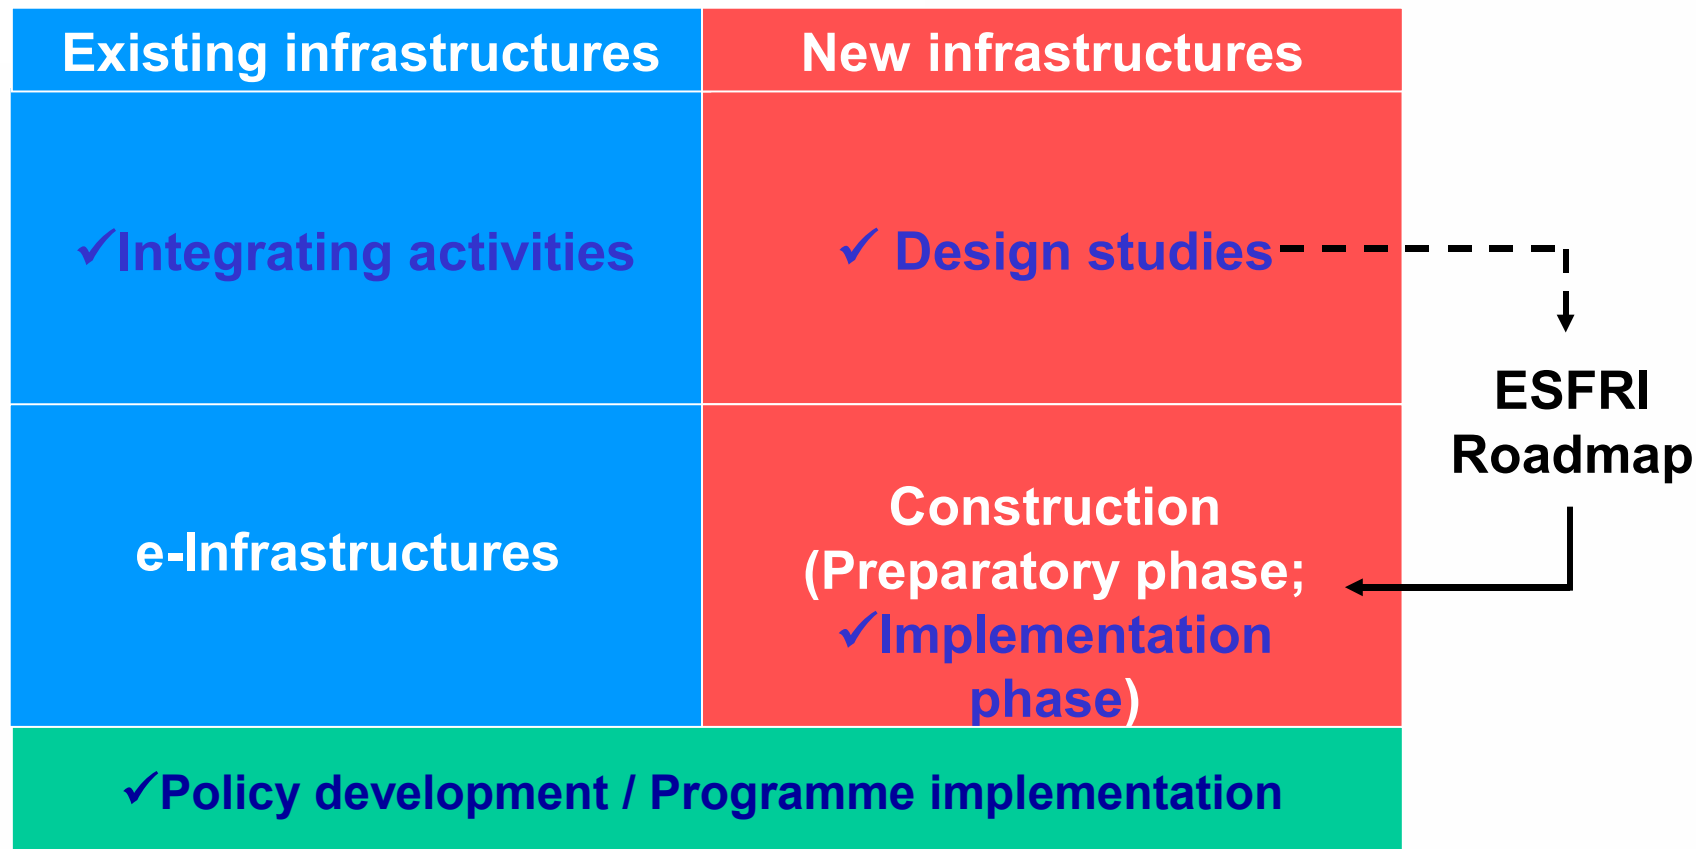 Existing infrastructures
New infrastructures
✓Integrating activities
✓ Design studies
ESFRI
Roadmap
e-Infrastructures
Construction
(Preparatory phase;
✓Implementation
phase)
✓Policy development / Programme implementation